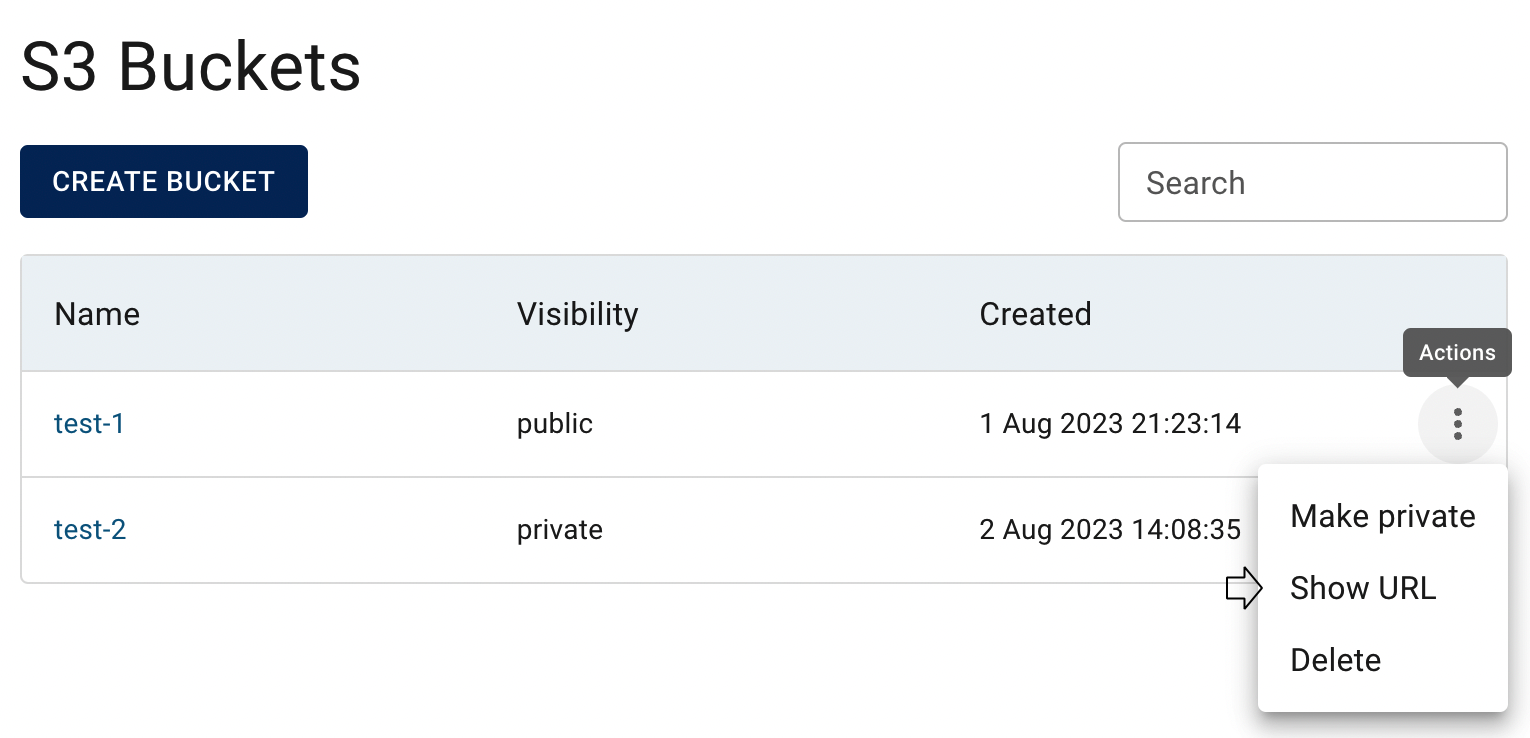 S3 Buckets
CREATE BUCKET
Search
Name Visibility Created
Actions
test-1 public 1 Aug 2023 21:23:14
test-2 private 2 Aug 2023 14:08:35
Make private
Show URL
Delete